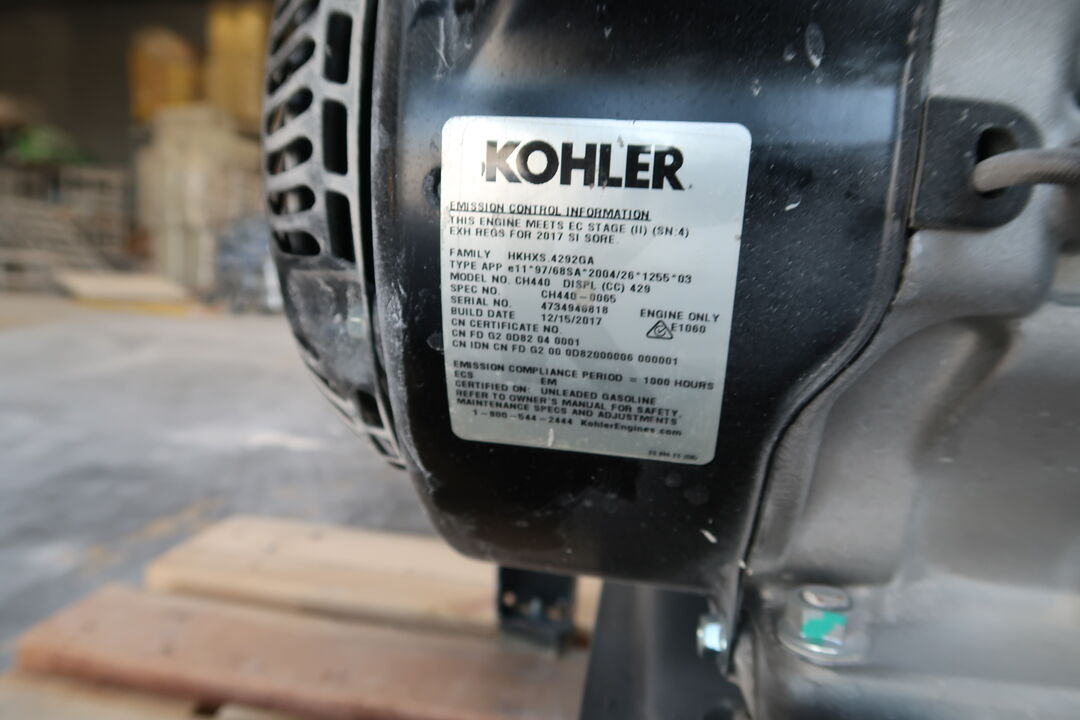 KOHLER
EMISSION CONTROL INFORMATION
THIS ENGINE MEETS EC STAGE (II) (SN:4)
EXH REGS FOR 2017 SI SORE.
FAMILY HKHXS.4292GA
TYPE APP e11*97/68SA*2004/26*1255*03
MODEL NO. CH440 DISPL (CC) 429
SPEC NO. CH440-0065
SERIAL NO. 4734946818 ENGINE ONLY
BUILD DATE 12/15/2017 E1060
CN CERTIFICATE NO.
CN FD G2 0D82 04 0001
CN IDN CN FD G2 00 0D82000006 000001
EMISSION COMPLIANCE PERIOD = 1000 HOURS
ECS EM
CERTIFIED ON: UNLEADED GASOLINE
REFER TO OWNER'S MANUAL FOR SAFETY,
MAINTENANCE SPECS AND ADJUSTMENTS
1-800-544-2444 KohlerEngines.com